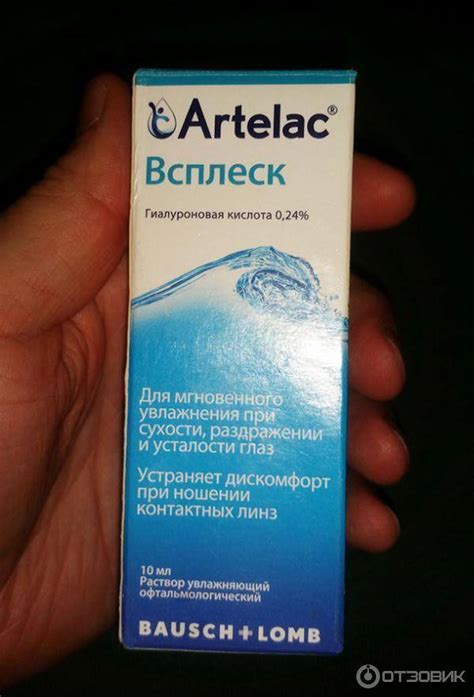 Artelac®
Всплеск
Гиалуроновая кислота 0,24%
Для мгновенного
увлажнения при
сухости, раздражении
и усталости глаз
Устраняет дискомфорт
при ношении
контактных линз
10 мл
Раствор увлажняющий
офтальмологический
BAUSCH+LOMB
ОТЗОВИК